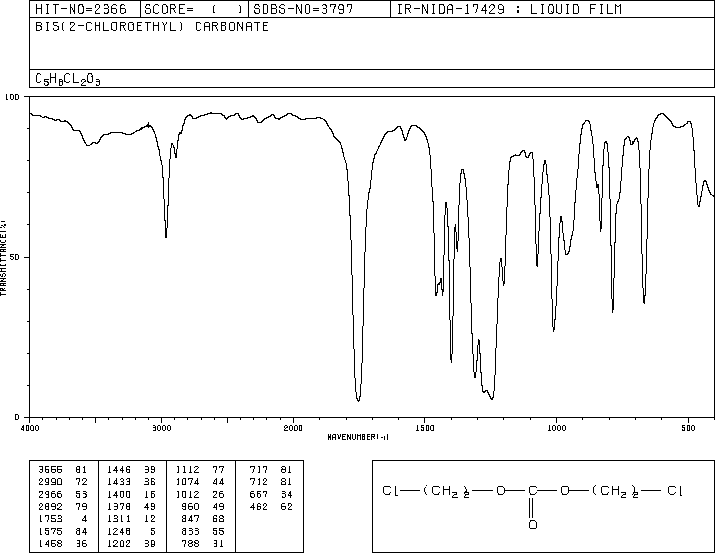 HIT-NO=2366 SCORE= ( ) SDBS-NO=3797 IR-NIDA-17429 : LIQUID FILM
BIS(2-CHLOROETHYL) CARBONATE
C5H8CL2O3
100
50
0
TRANSMITTANCE(%)
4000 3000 2000 1500 1000 500
WAVENUMBER(-1)
3555 81 1446 39 1112 77 717 81
2990 72 1433 36 1074 44 712 81
2966 53 1400 16 1012 26 667 34
2892 79 1378 49 960 49 462 62
1753 4 1311 12 847 68
1575 84 1248 5 833 55
1458 36 1202 39 788 31
Cl—(CH2)2—O—C—O—(CH2)2—Cl
O